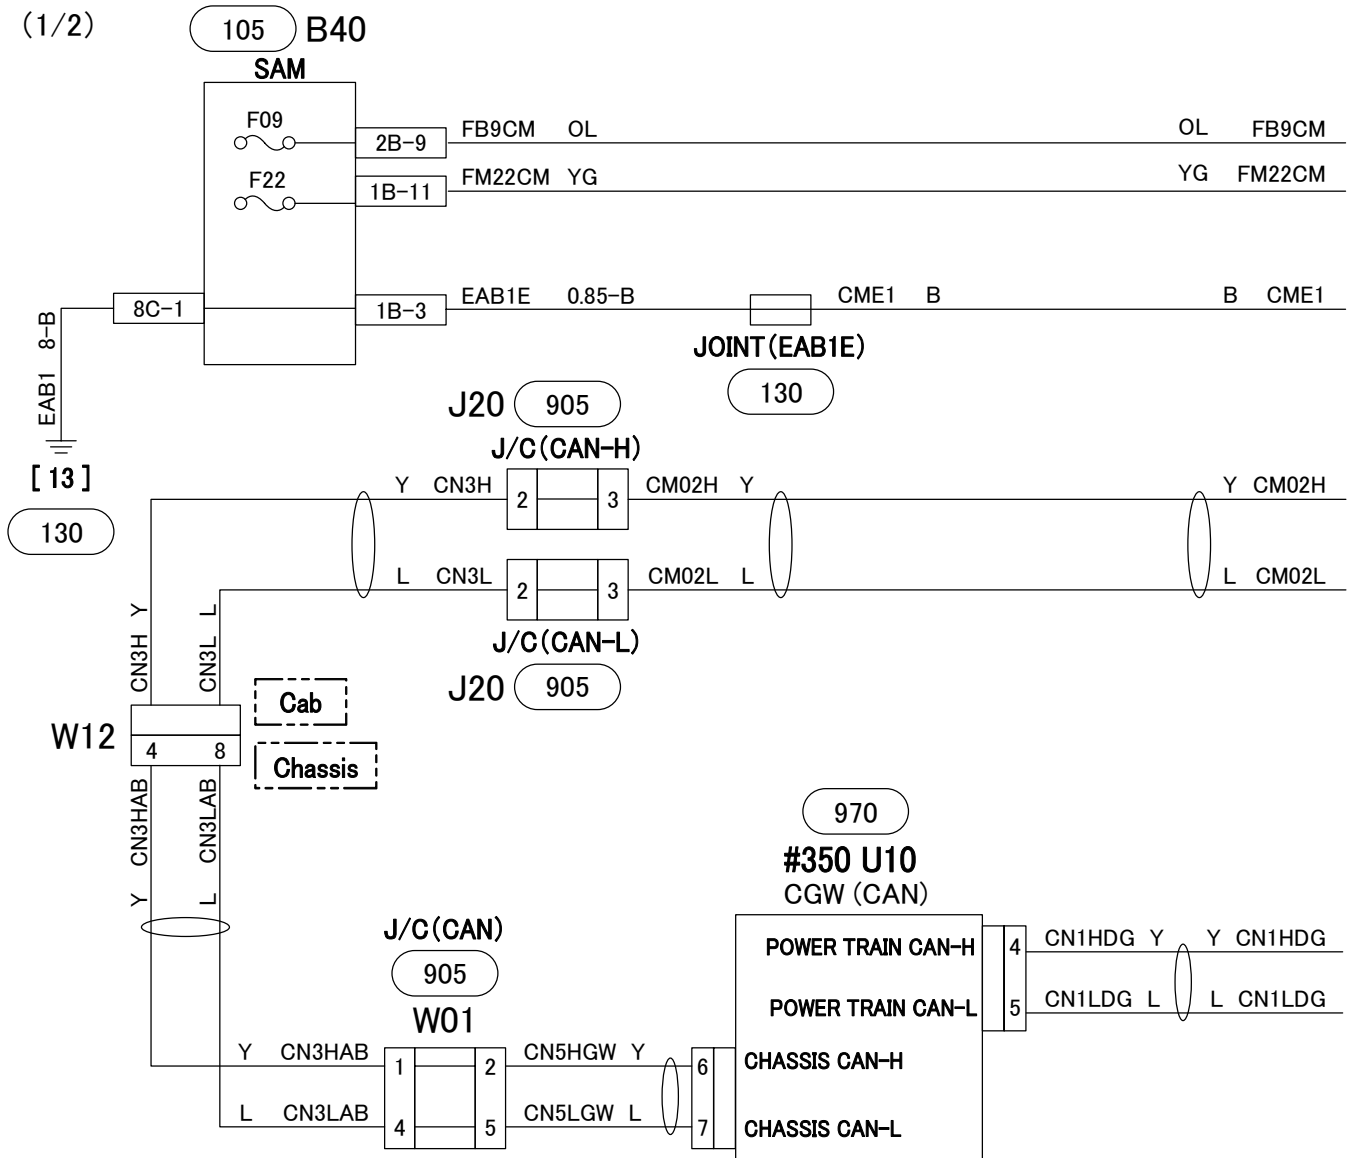 (1/2) 105 B40
SAM
F09
2B-9 FB9CM OL OL FB9CM
F22
1B-11 FM22CM YG YG FM22CM
8C-1 1B-3 EAB1E 0.85-B CME1 B B CME1
EAB1 8-B
JOINT(EAB1E)
130
[ 13 ]
130
J20 905
J/C(CAN-H)
Y CN3H 2 3 CM02H Y Y CM02H
L CN3L 2 3 CM02L L L CM02L
J/C(CAN-L)
J20 905
CN3H Y
CN3L L
Cab
W12 4 8
Chassis
Y CN3HAB
L CN3LAB
970
#350 U10
CGW (CAN)
J/C(CAN)
905
W01
POWER TRAIN CAN-H 4 CN1HDG Y Y CN1HDG
POWER TRAIN CAN-L 5 CN1LDG L L CN1LDG
Y CN3HAB 1 2 CN5HGW Y 6 CHASSIS CAN-H
L CN3LAB 4 5 CN5LGW L 7 CHASSIS CAN-L